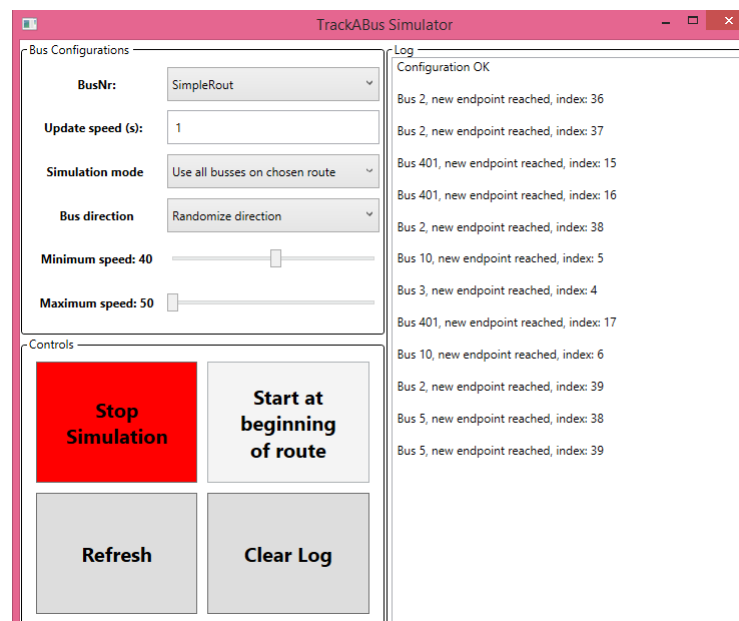 TrackABus Simulator
Bus Configurations
BusNr:
SimpleRout
Update speed (s):
1
Simulation mode
Use all busses on chosen route
Bus direction
Randomize direction
Minimum speed: 40
Maximum speed: 50
Controls
Stop
Simulation
Start at
beginning
of route
Refresh
Clear Log
Log
Configuration OK
Bus 2, new endpoint reached, index: 36
Bus 2, new endpoint reached, index: 37
Bus 401, new endpoint reached, index: 15
Bus 401, new endpoint reached, index: 16
Bus 2, new endpoint reached, index: 38
Bus 10, new endpoint reached, index: 5
Bus 3, new endpoint reached, index: 4
Bus 401, new endpoint reached, index: 17
Bus 10, new endpoint reached, index: 6
Bus 2, new endpoint reached, index: 39
Bus 5, new endpoint reached, index: 38
Bus 5, new endpoint reached, index: 39